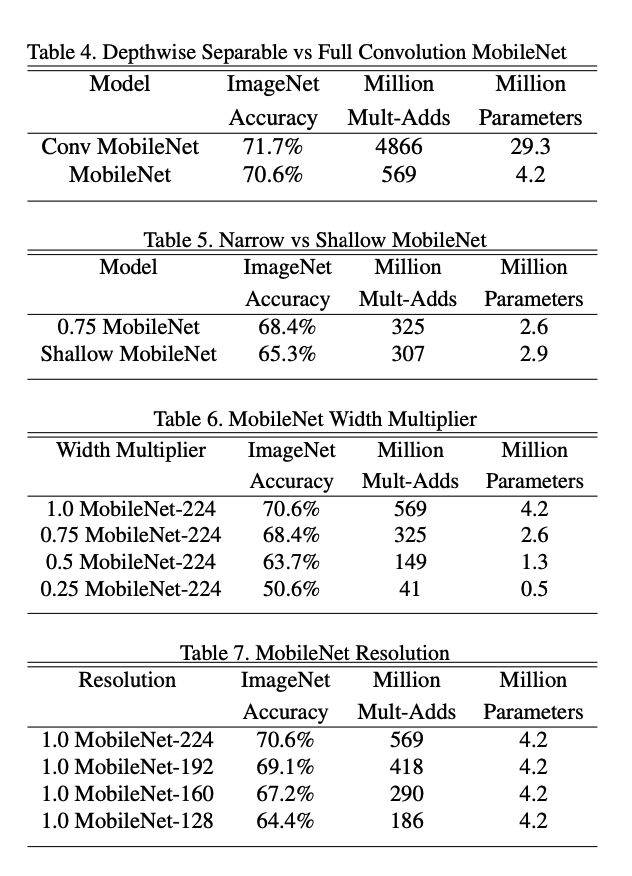 Table 4. Depthwise Separable vs Full Convolution MobileNet
Model ImageNet Million Million
Accuracy Mult-Adds Parameters
Conv MobileNet 71.7% 4866 29.3
MobileNet 70.6% 569 4.2
Table 5. Narrow vs Shallow MobileNet
Model ImageNet Million Million
Accuracy Mult-Adds Parameters
0.75 MobileNet 68.4% 325 2.6
Shallow MobileNet 65.3% 307 2.9
Table 6. MobileNet Width Multiplier
Width Multiplier ImageNet Million Million
Accuracy Mult-Adds Parameters
1.0 MobileNet-224 70.6% 569 4.2
0.75 MobileNet-224 68.4% 325 2.6
0.5 MobileNet-224 63.7% 149 1.3
0.25 MobileNet-224 50.6% 41 0.5
Table 7. MobileNet Resolution
Resolution ImageNet Million Million
Accuracy Mult-Adds Parameters
1.0 MobileNet-224 70.6% 569 4.2
1.0 MobileNet-192 69.1% 418 4.2
1.0 MobileNet-160 67.2% 290 4.2
1.0 MobileNet-128 64.4% 186 4.2